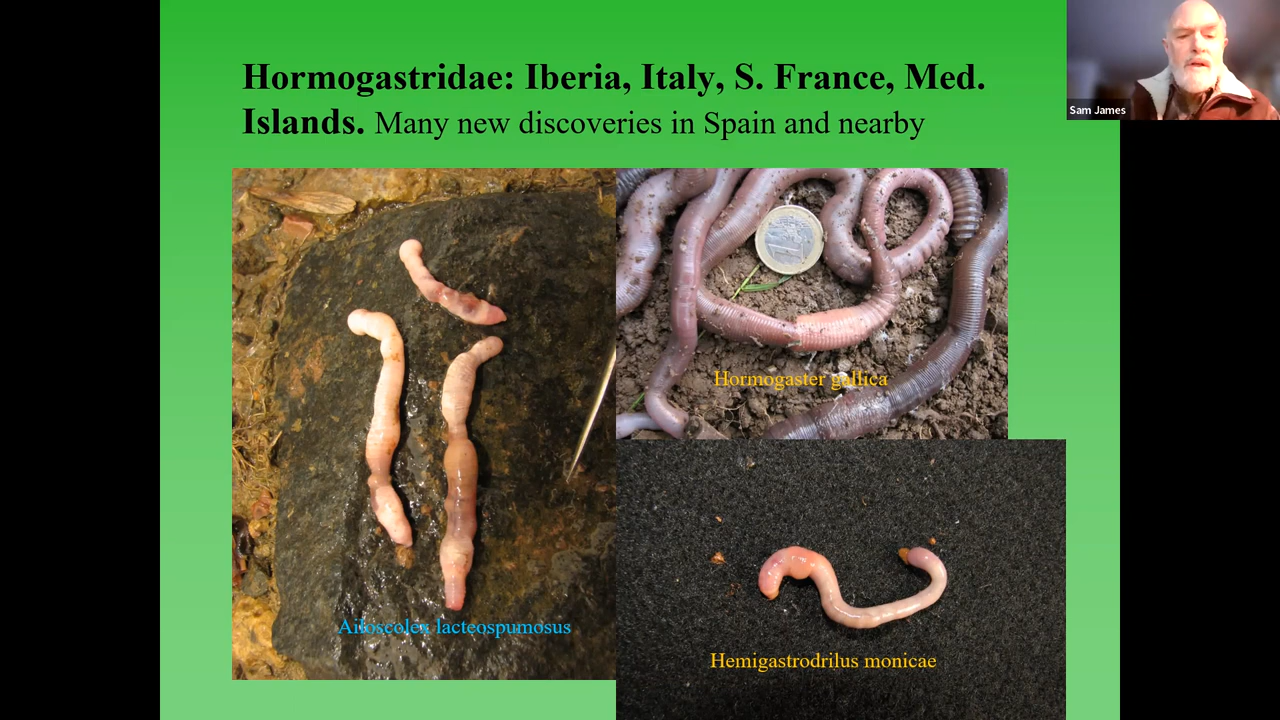 Hormogastridae: Iberia, Italy, S. France, Med.
Islands. Many new discoveries in Spain and nearby
Sam James
Hormogaster gallica
Ailoscolex lacteospumosus
Hemigastrodrilus monicae